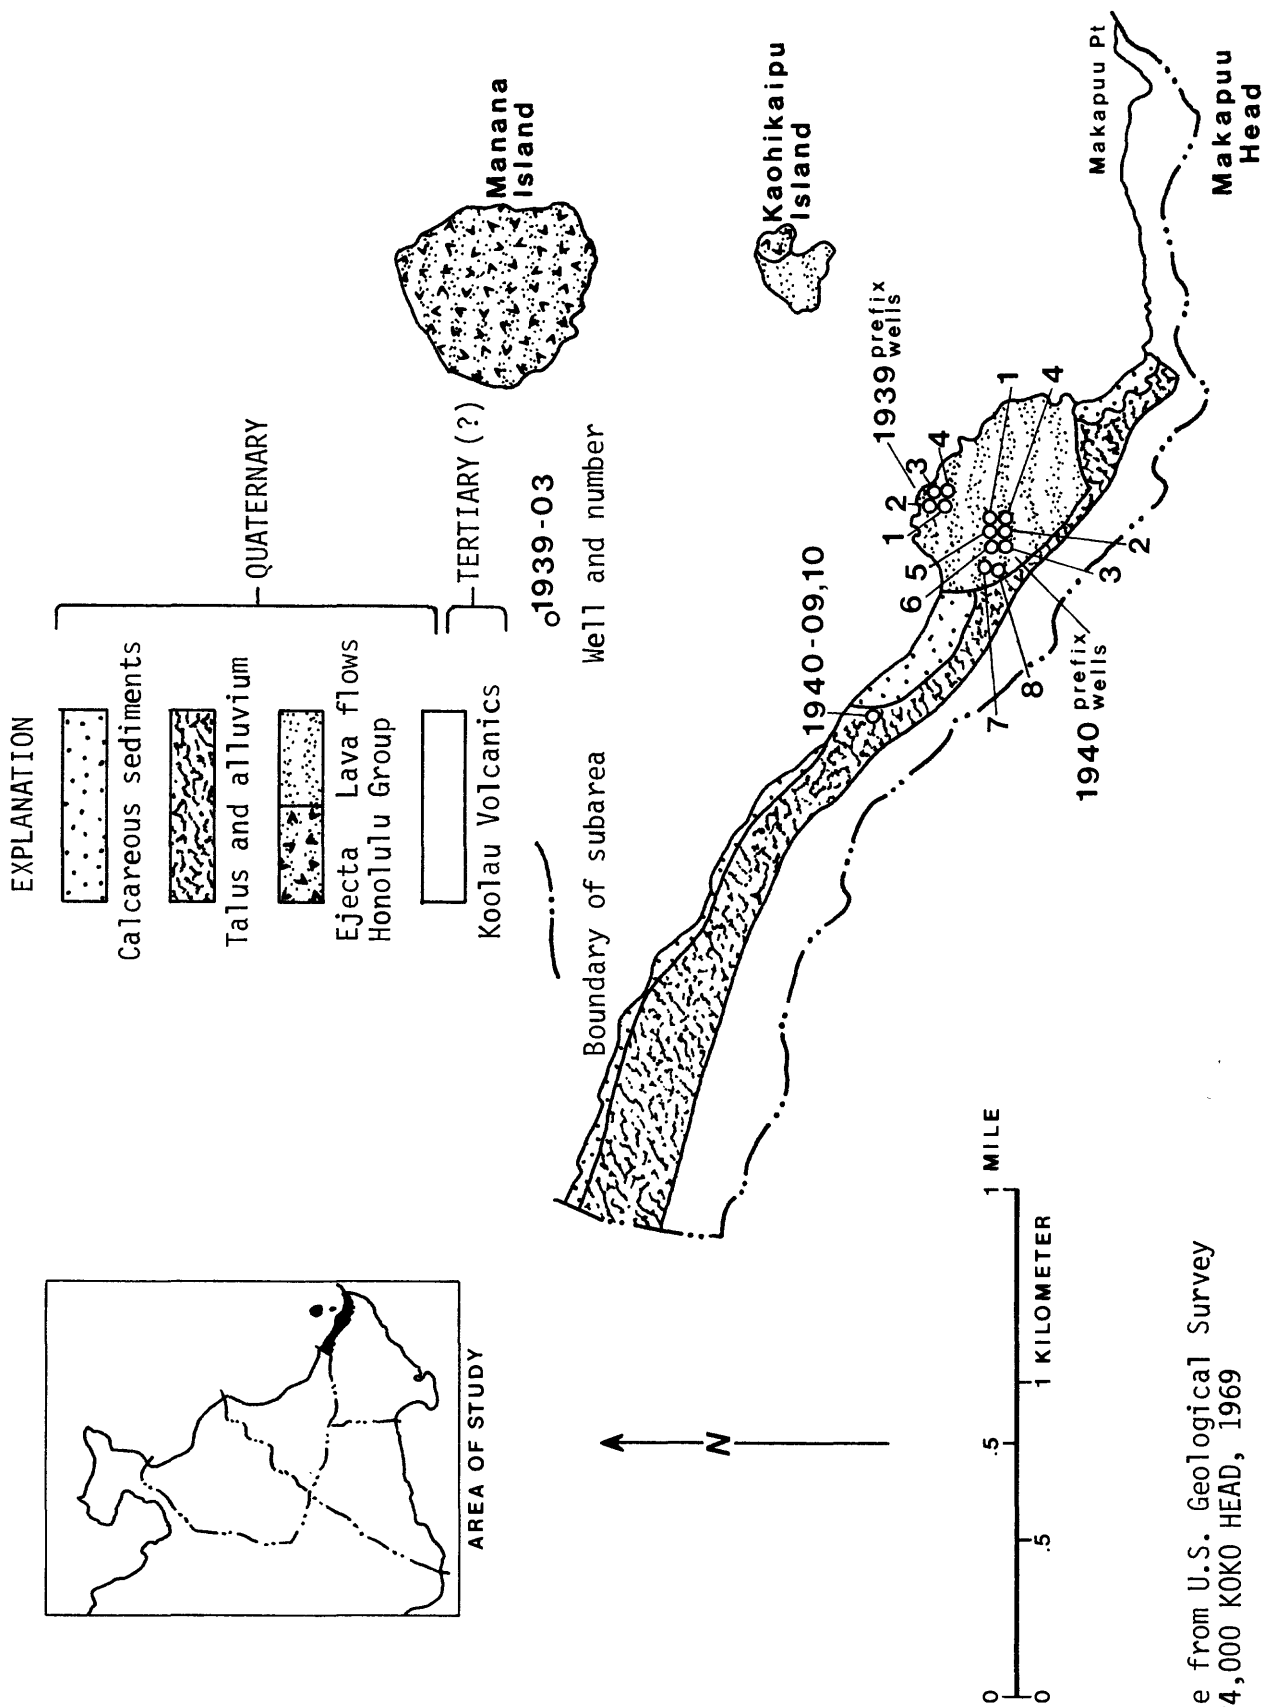 EXPLANATION
Calcareous sediments
Talus and alluvium
Ejecta Lava flows
Honolulu Group
Koolau Volcanics
QUATERNARY
TERTIARY (?)
Boundary of subarea
1939-03
Well and number
AREA OF STUDY
N
Manana
Island
Kaohikaipu
Island
Makapuu Pt
Makapuu
Head
1939 prefix
wells
1
2
3
4
1940-09,10
5
6
1
4
7
8
3
2
1940 prefix
wells
0 .5 1 MILE
0 .5 1 KILOMETER
e from U.S. Geological Survey
4,000 KOKO HEAD, 1969